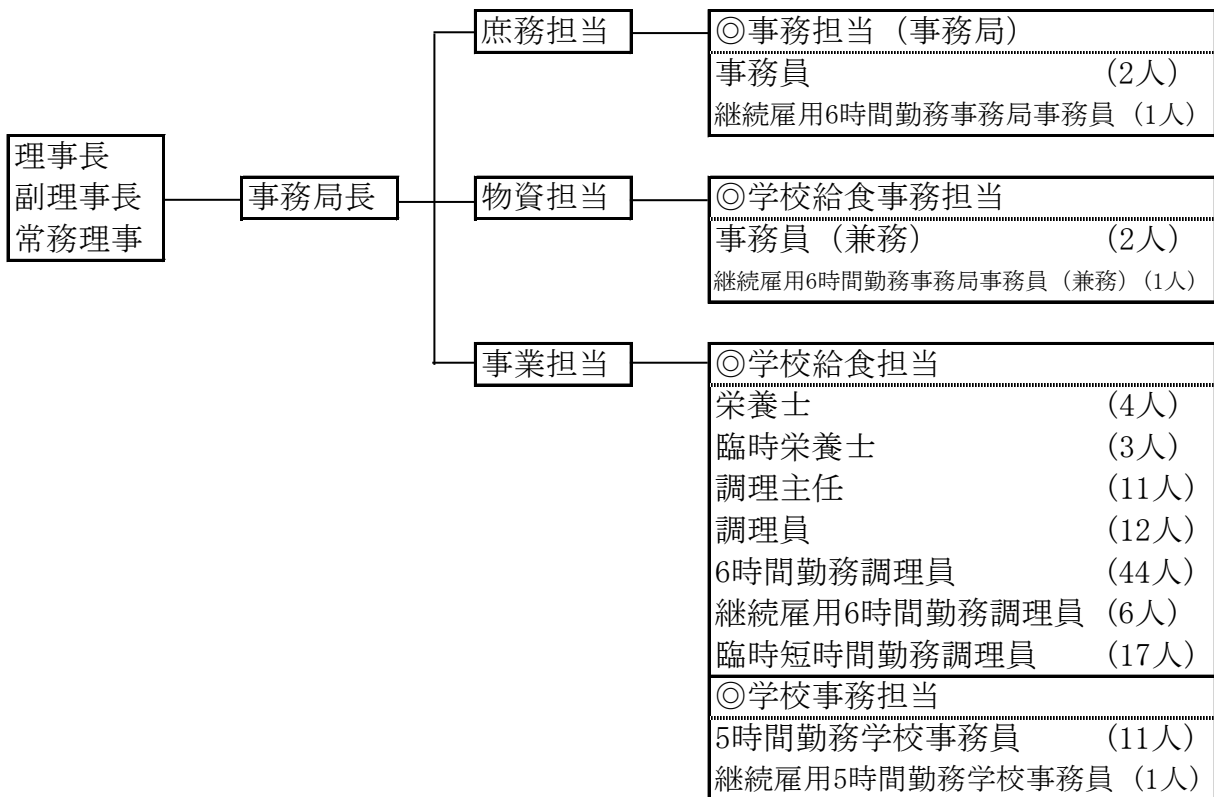 庶務担当
◎事務担当（事務局）
事務員 （2人）
継続雇用6時間勤務事務局事務員（1人）
理事長
副理事長
常務理事
事務局長
物資担当
◎学校給食事務担当
事務員（兼務） （2人）
継続雇用6時間勤務事務局事務員（兼務）（1人）
事業担当
◎学校給食担当
栄養士 （4人）
臨時栄養士 （3人）
調理主任 （11人）
調理員 （12人）
6時間勤務調理員 （44人）
継続雇用6時間勤務調理員（6人）
臨時短時間勤務調理員 （17人）
◎学校事務担当
5時間勤務学校事務員 （11人）
継続雇用5時間勤務学校事務員（1人）